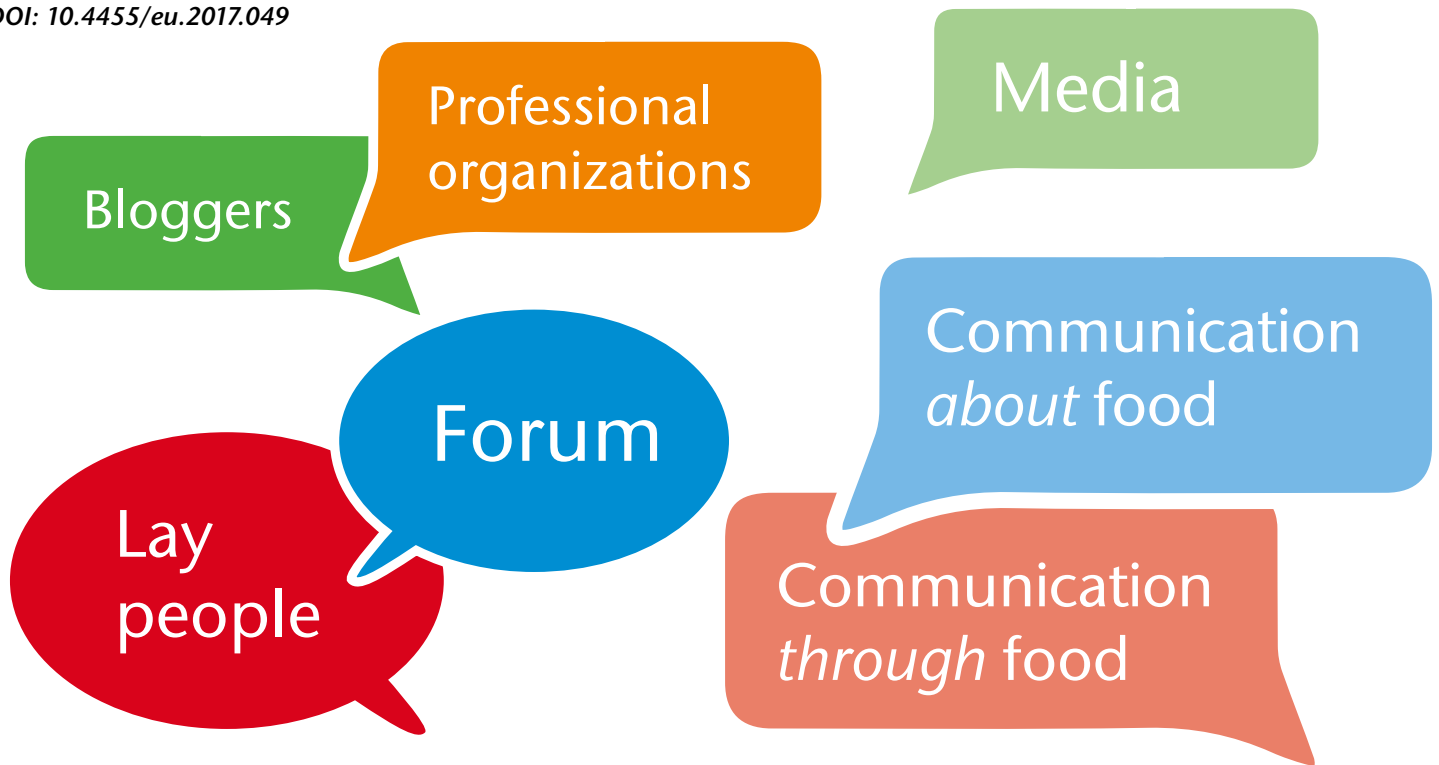 DOI: 10.4455/eu.2017.049
Professional
organizations
Media
Bloggers
Communication
about food
Forum
Lay
people
Communication
through food